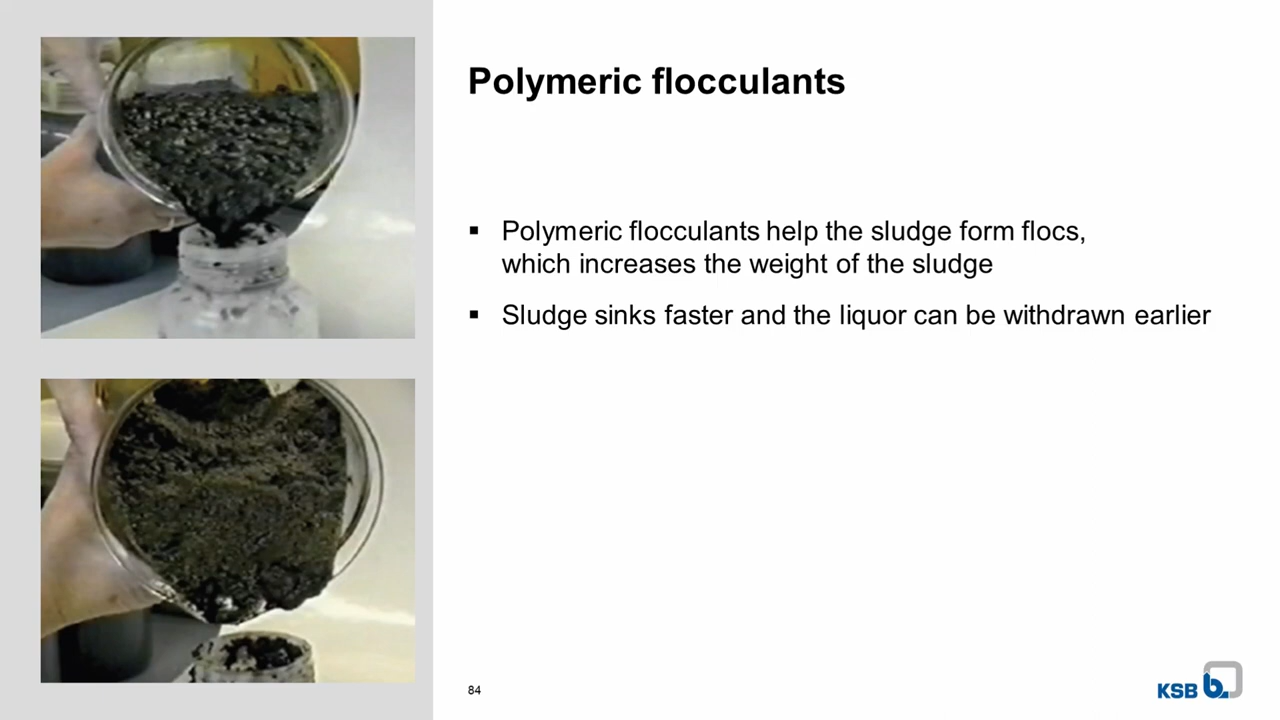 Polymeric flocculants
▪ Polymeric flocculants help the sludge form flocs,
which increases the weight of the sludge
▪ Sludge sinks faster and the liquor can be withdrawn earlier
84
KSB b